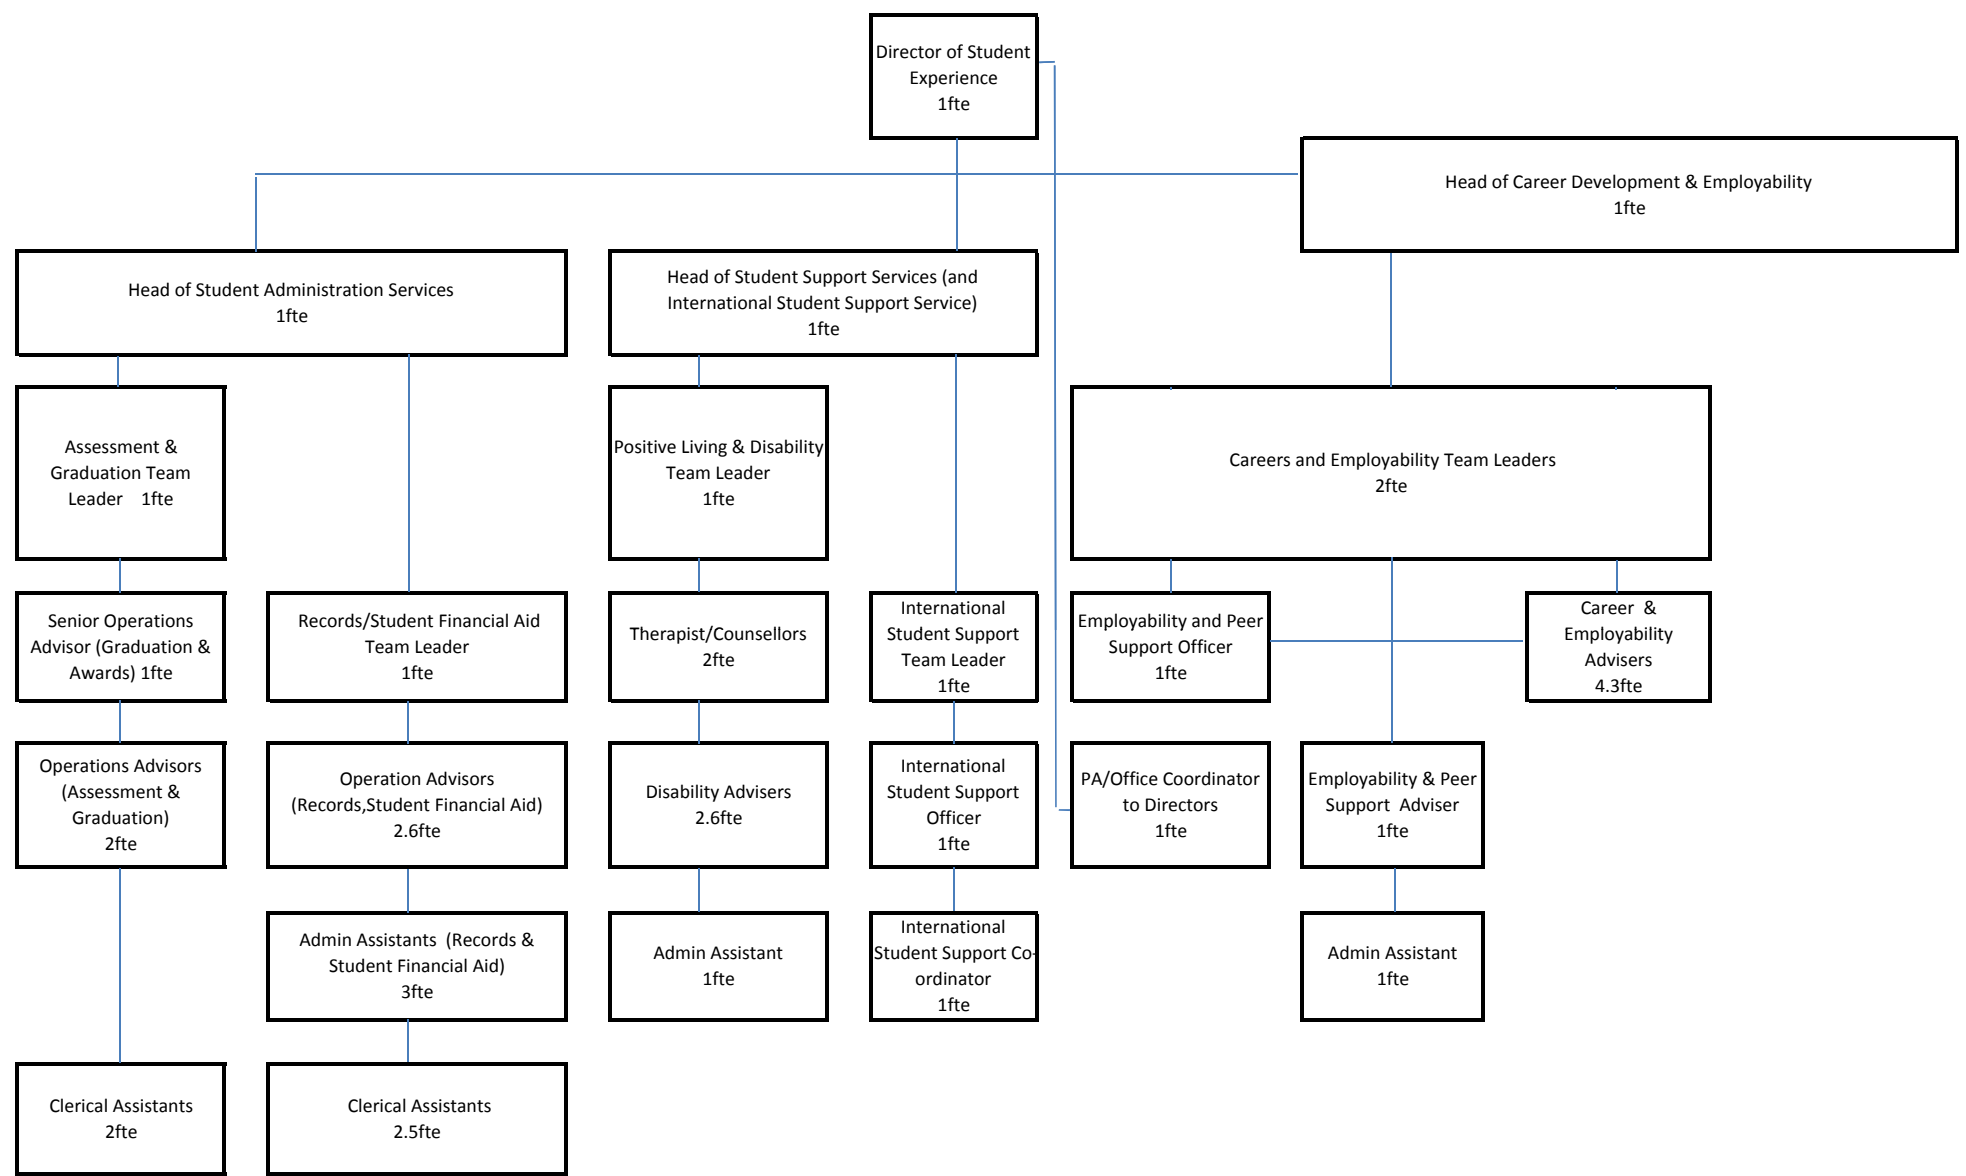 Director of Student
Experience
1fte
Head of Career Development & Employability
1fte
Head of Student Administration Services
1fte
Head of Student Support Services (and
International Student Support Service)
1fte
Assessment &
Graduation Team
Leader    1fte
Positive Living & Disability
Team Leader
1fte
Careers and Employability Team Leaders
2fte
Senior Operations
Advisor (Graduation &
Awards) 1fte
Records/Student Financial Aid
Team Leader
1fte
Therapist/Counsellors
2fte
International
Student Support
Team Leader
1fte
Employability and Peer
Support Officer
1fte
Career  &
Employability
Advisers
4.3fte
Operations Advisors
(Assessment &
Graduation)
2fte
Operation Advisors
(Records,Student Financial Aid)
2.6fte
Disability Advisers
2.6fte
International
Student Support
Officer
1fte
PA/Office Coordinator
to Directors
1fte
Employability & Peer
Support  Adviser
1fte
Admin Assistants  (Records &
Student Financial Aid)
3fte
Admin Assistant
1fte
International
Student Support Co-
ordinator
1fte
Admin Assistant
1fte
Clerical Assistants
2fte
Clerical Assistants
2.5fte